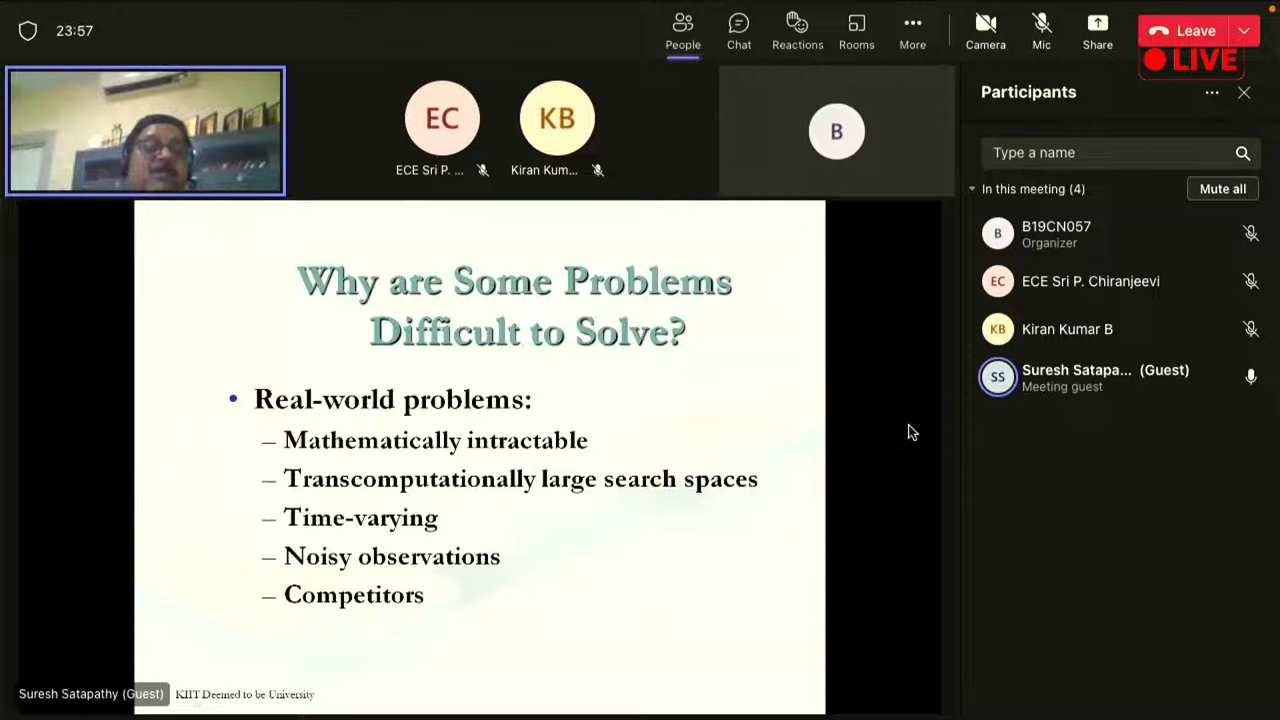 23:57
People
Chat
Reactions
Rooms
More
Camera
Mic
Share
Leave
LIVE
EC
KB
B
ECE Sri P. ...
Kiran Kum...
Participants
Type a name
In this meeting (4)
Mute all
B
B19CN057
Organizer
EC
ECE Sri P. Chiranjeevi
KB
Kiran Kumar B
SS
Suresh Satapa... (Guest)
Meeting guest
Why are Some Problems
Difficult to Solve?
• Real-world problems:
– Mathematically intractable
– Transcomputationally large search spaces
– Time-varying
– Noisy observations
– Competitors
Suresh Satapathy (Guest)
KIIT Deemed to be University